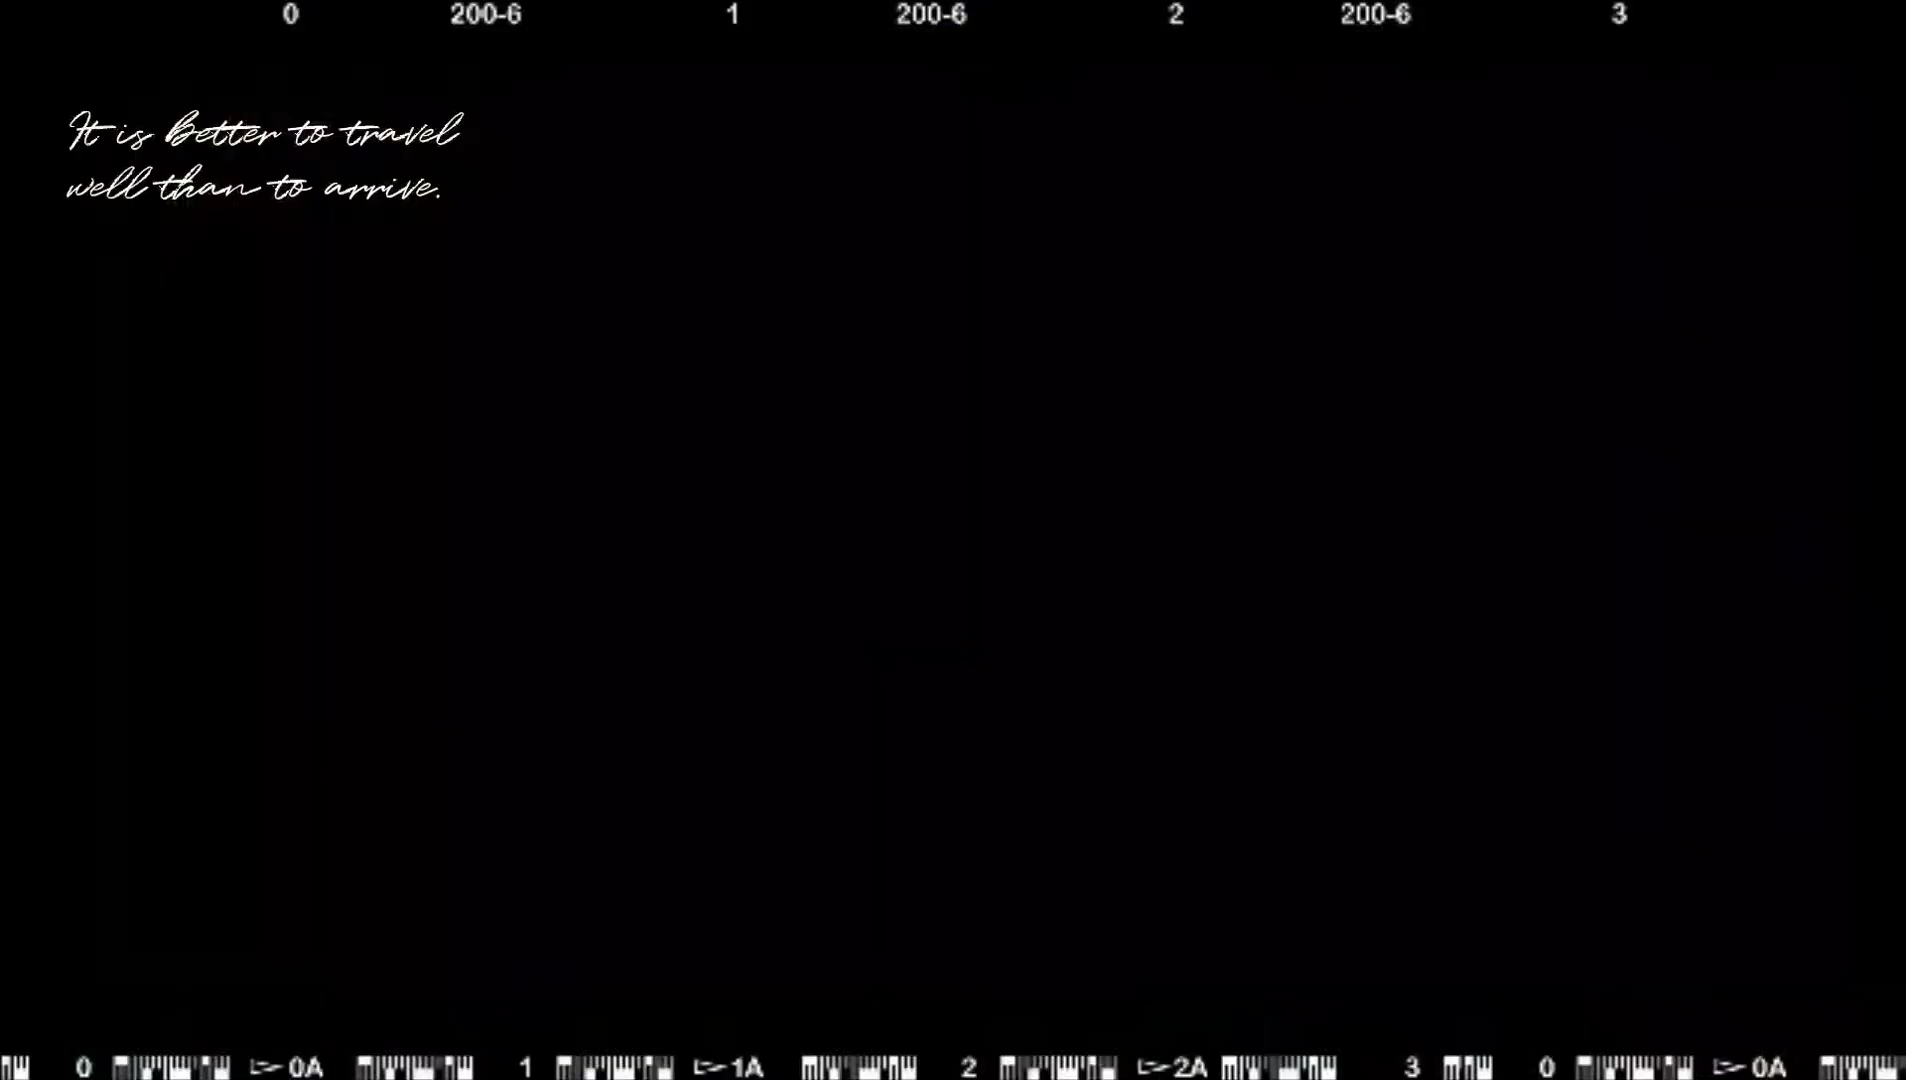 0 200-6 1 200-6 2 200-6 3
It is better to travel
well than to arrive.
0 0A 1 1A 2 2A 3 0 0A